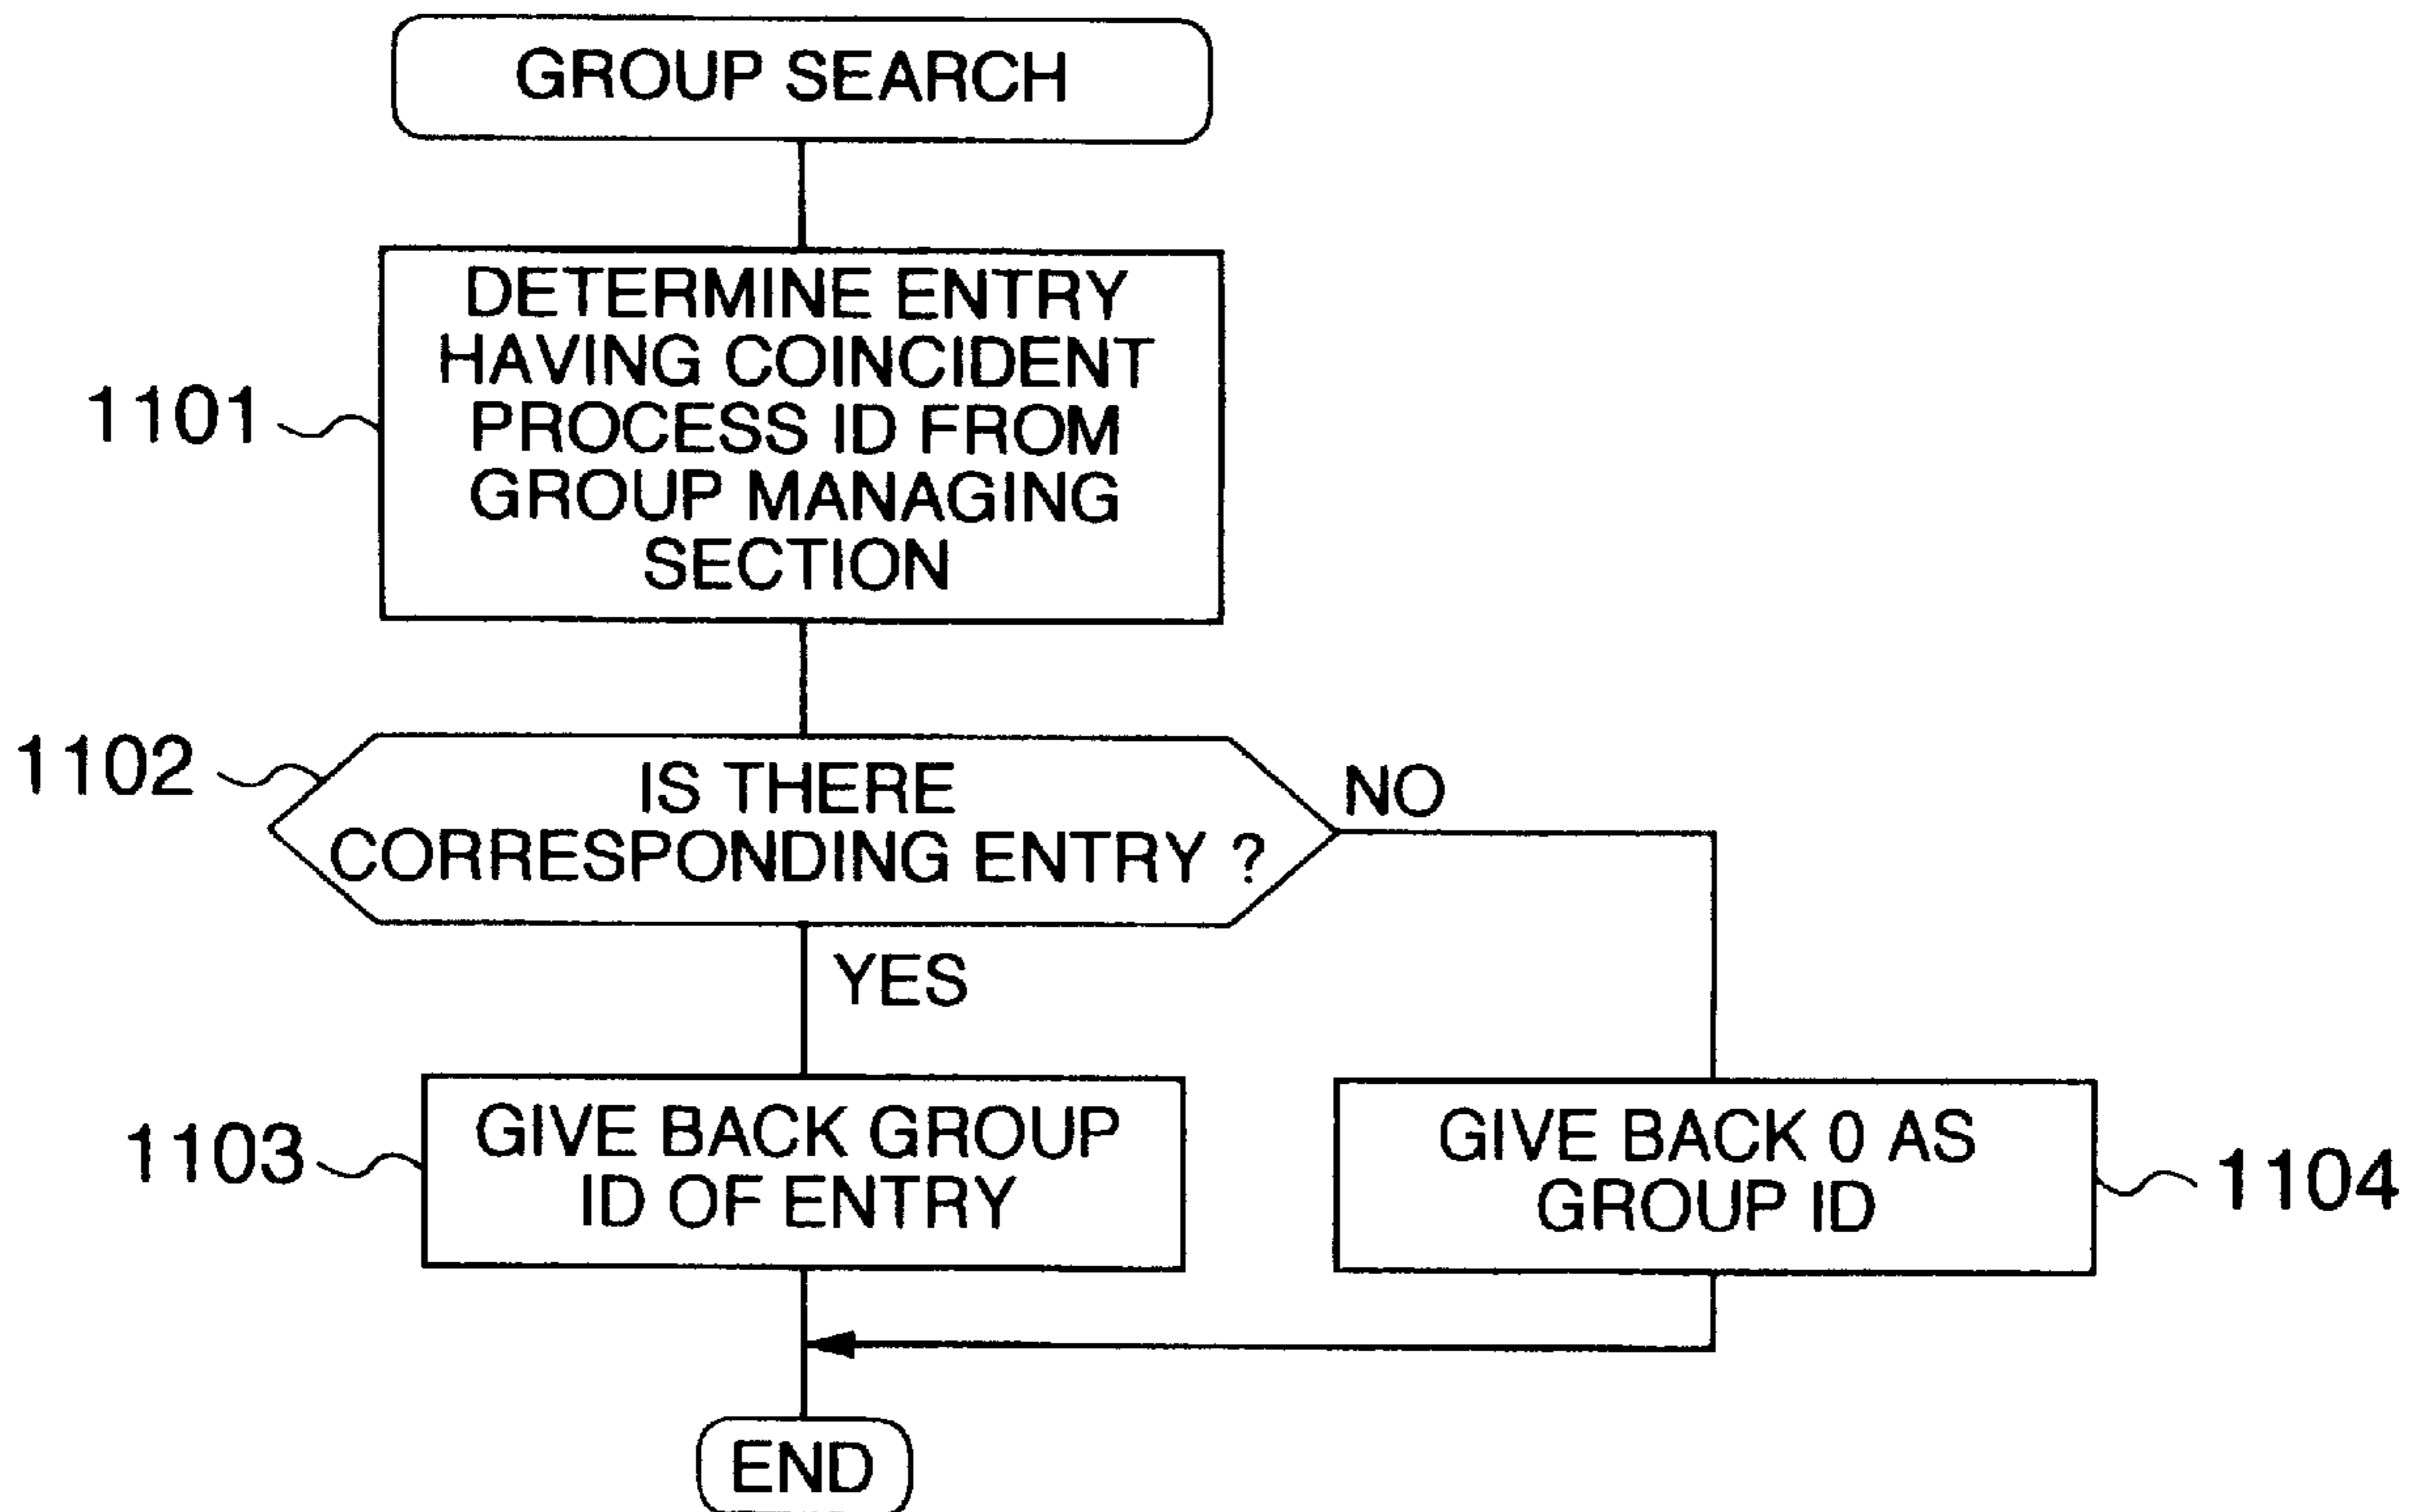 GROUP SEARCH
DETERMINE ENTRY
HAVING COINCIDENT
PROCESS ID FROM
GROUP MANAGING
SECTION
1101
1102
IS THERE
CORRESPONDING ENTRY ?
NO
YES
1103
GIVE BACK GROUP
ID OF ENTRY
GIVE BACK 0 AS
GROUP ID
1104
END